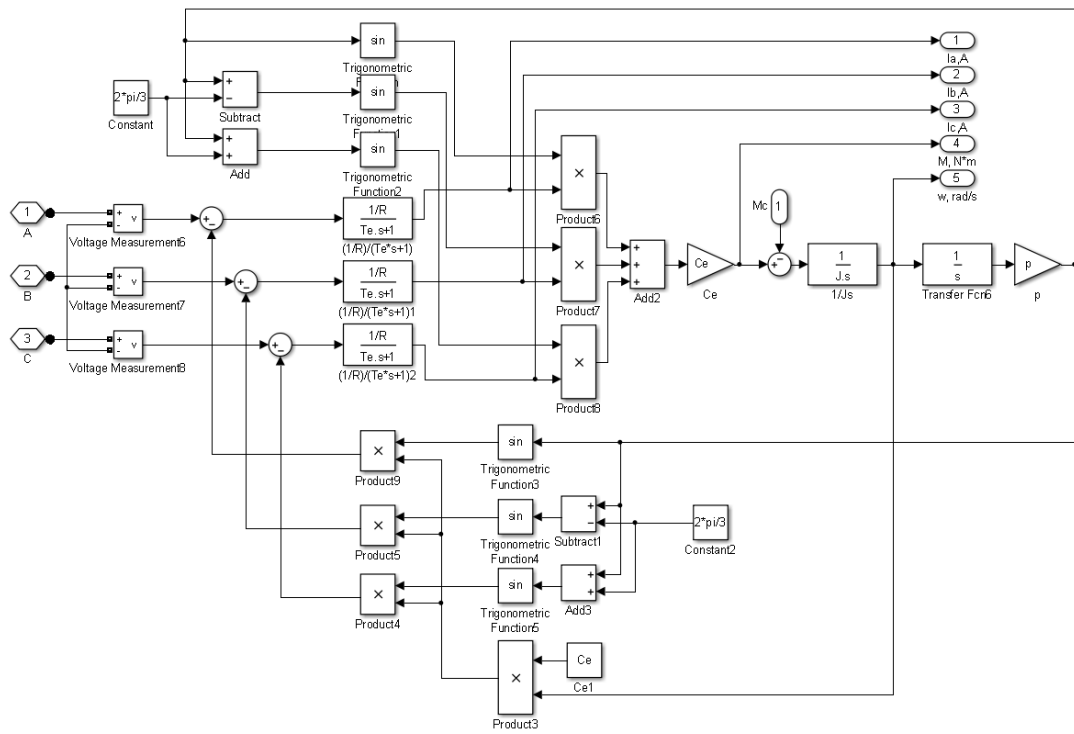 sin
Trigonometric
Function
2*pi/3
Constant
+
−
Subtract
sin
Trigonometric
Function1
+
+
Add
sin
Trigonometric
Function2
1
Ia,A
2
Ib,A
3
Ic,A
4
M, N*m
5
w, rad/s
1
A
+
-
v
Voltage Measurement6
+
−
1/R
Te.s+1
(1/R)/(Te*s+1)
×
Product6
2
B
+
-
v
Voltage Measurement7
+
−
1/R
Te.s+1
(1/R)/(Te*s+1)1
×
Product7
3
C
+
-
v
Voltage Measurement8
+
−
1/R
Te.s+1
(1/R)/(Te*s+1)2
×
Product8
+
+
+
Add2
Ce
Ce
Mc
1
+
−
1
J.s
1/Js
1
s
Transfer Fcn6
p
p
×
Product9
sin
Trigonometric
Function3
×
Product5
sin
Trigonometric
Function4
+
−
Subtract1
2*pi/3
Constant2
×
Product4
sin
Trigonometric
Function5
+
+
Add3
×
Product3
Ce
Ce1